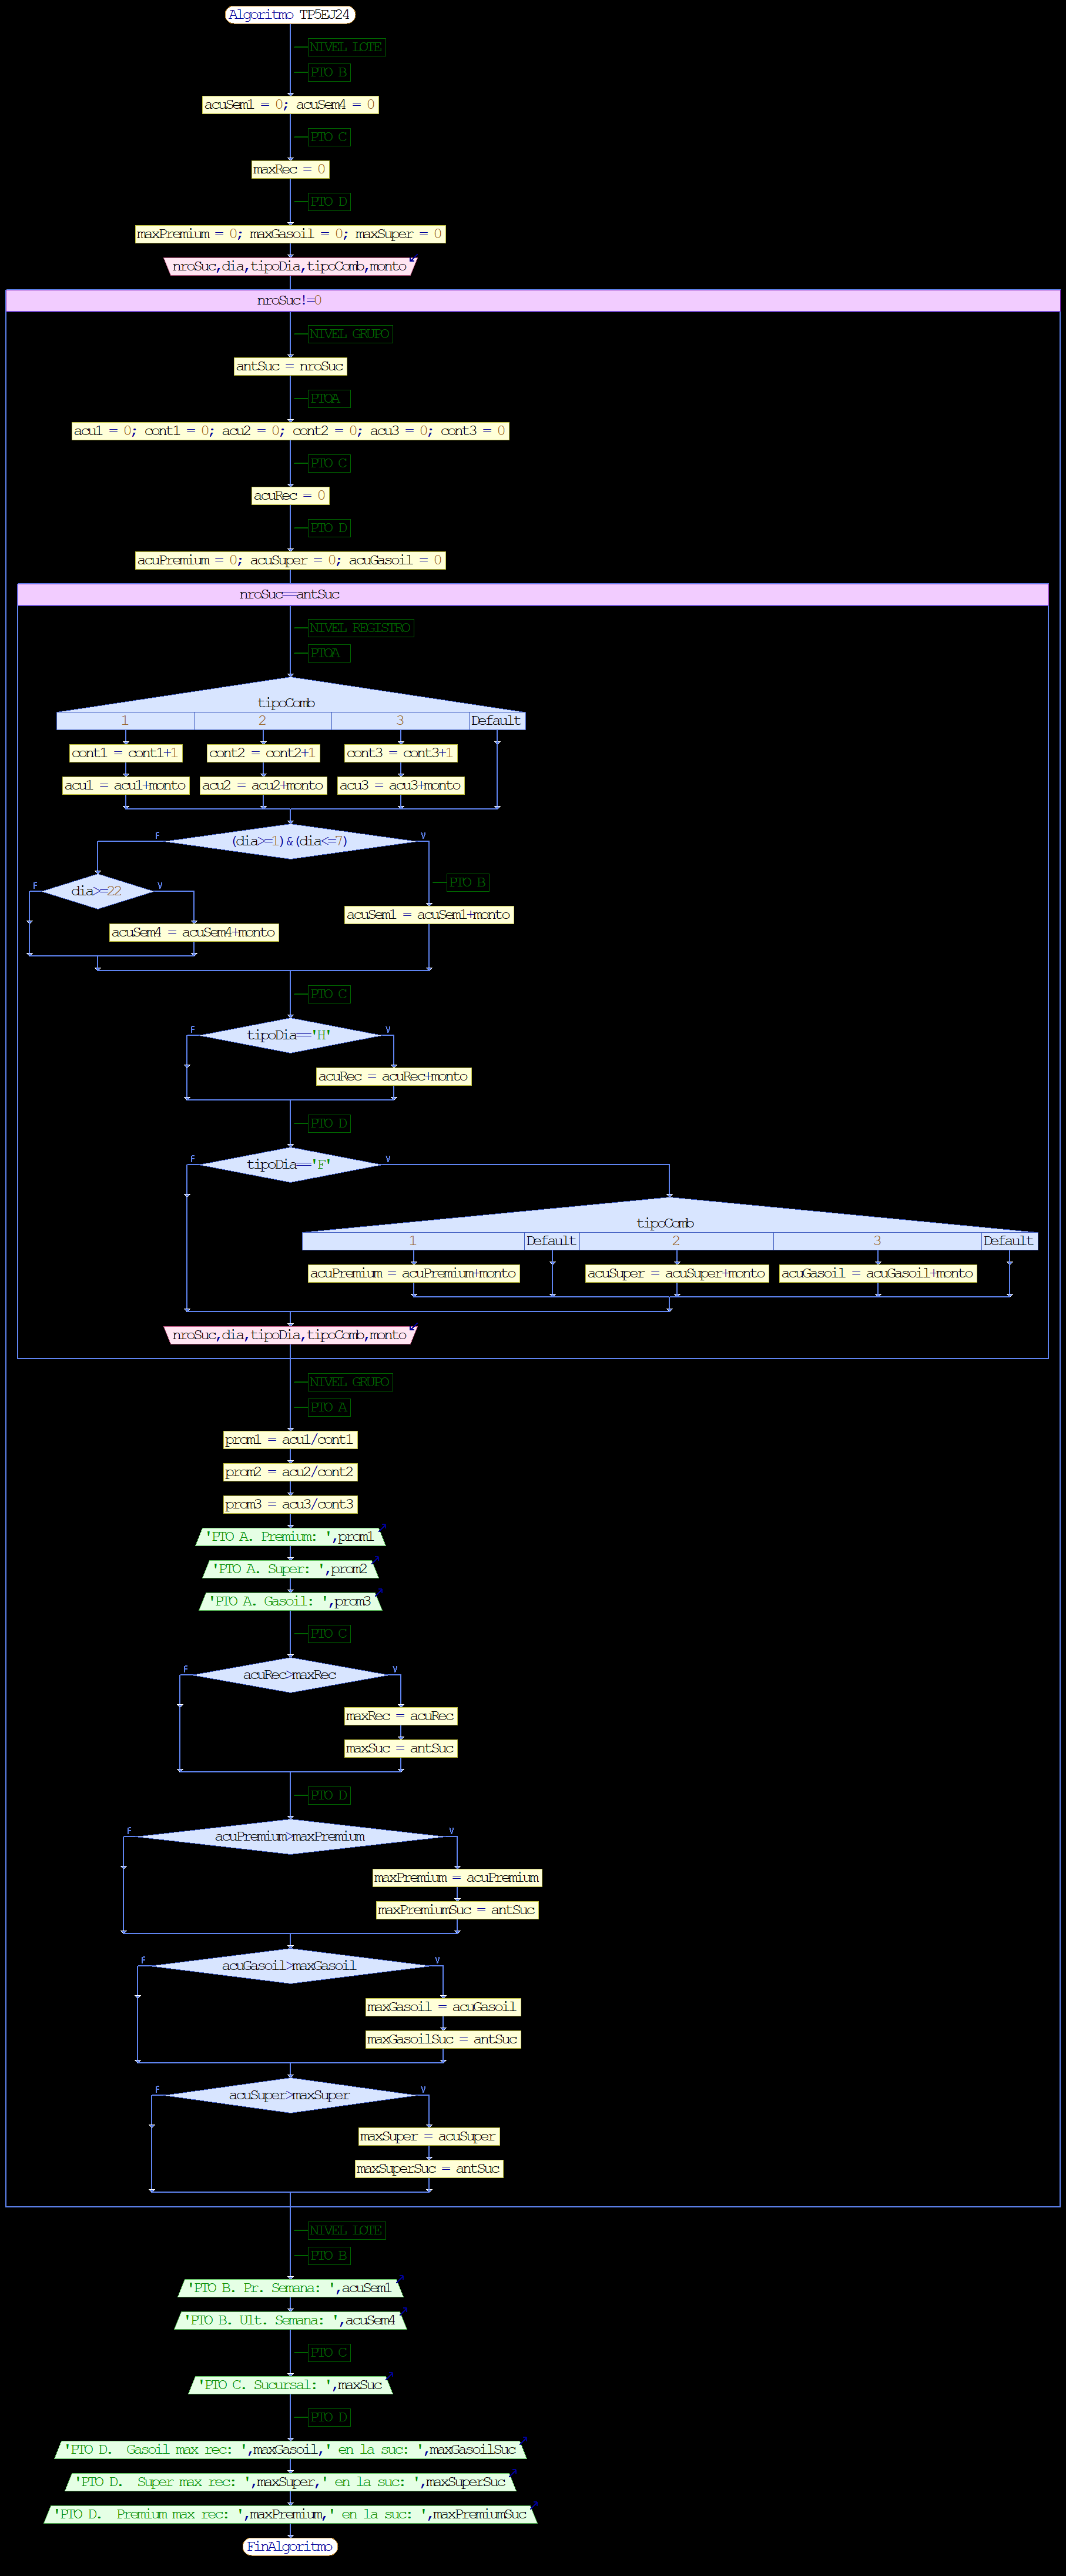 Algoritmo TP5EJ24
NIVEL LOTE
PTO B
acuSem1 = 0; acuSem4 = 0
PTO C
maxRec = 0
PTO D
maxPremium = 0; maxGasoil = 0; maxSuper = 0
nroSuc,dia,tipoDia,tipoComb,monto
nroSuc!=0
NIVEL GRUPO
antSuc = nroSuc
PTOA
acu1 = 0; cont1 = 0; acu2 = 0; cont2 = 0; acu3 = 0; cont3 = 0
PTO C
acuRec = 0
PTO D
acuPremium = 0; acuSuper = 0; acuGasoil = 0
nroSuc==antSuc
NIVEL REGISTRO
PTOA
tipoComb
1 2 3 Default
cont1 = cont1+1 cont2 = cont2+1 cont3 = cont3+1
acu1 = acu1+monto acu2 = acu2+monto acu3 = acu3+monto
F (dia>=1)&(dia<=7) V
PTO B
F dia>=22 V
acuSem1 = acuSem1+monto
acuSem4 = acuSem4+monto
PTO C
F tipoDia=='H' V
acuRec = acuRec+monto
PTO D
F tipoDia=='F' V
tipoComb
1 Default 2 3 Default
acuPremium = acuPremium+monto acuSuper = acuSuper+monto acuGasoil = acuGasoil+monto
nroSuc,dia,tipoDia,tipoComb,monto
NIVEL GRUPO
PTO A
prom1 = acu1/cont1
prom2 = acu2/cont2
prom3 = acu3/cont3
'PTO A. Premium: ',prom1
'PTO A. Super: ',prom2
'PTO A. Gasoil: ',prom3
PTO C
F acuRec>maxRec V
maxRec = acuRec
maxSuc = antSuc
PTO D
F acuPremium>maxPremium V
maxPremium = acuPremium
maxPremiumSuc = antSuc
F acuGasoil>maxGasoil V
maxGasoil = acuGasoil
maxGasoilSuc = antSuc
F acuSuper>maxSuper V
maxSuper = acuSuper
maxSuperSuc = antSuc
NIVEL LOTE
PTO B
'PTO B. Pr. Semana: ',acuSem1
'PTO B. Ult. Semana: ',acuSem4
PTO C
'PTO C. Sucursal: ',maxSuc
PTO D
'PTO D.  Gasoil max rec: ',maxGasoil,' en la suc: ',maxGasoilSuc
'PTO D.  Super max rec: ',maxSuper,' en la suc: ',maxSuperSuc
'PTO D.  Premium max rec: ',maxPremium,' en la suc: ',maxPremiumSuc
FinAlgoritmo